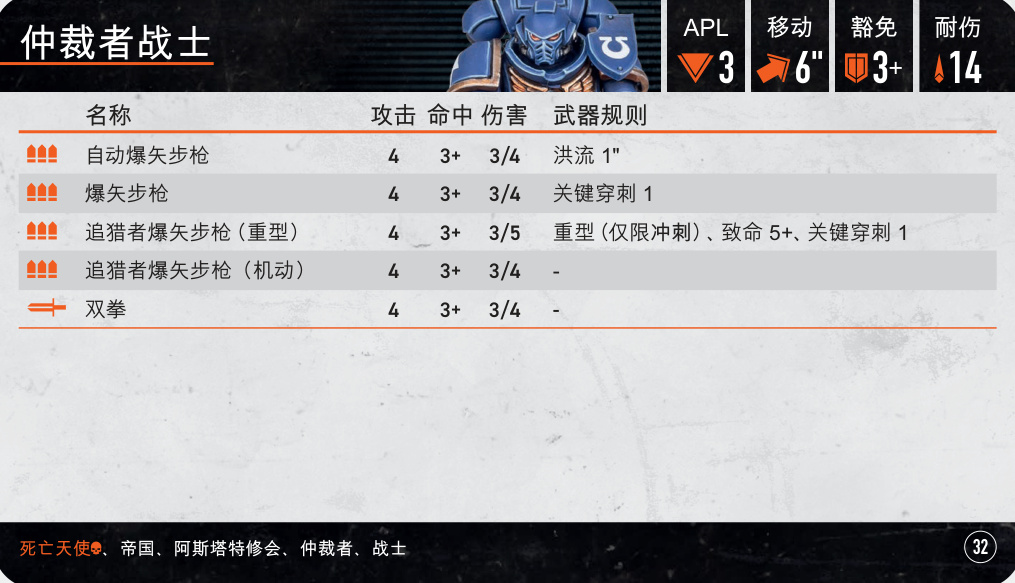 仲裁者战士
APL 移动 豁免 耐伤
3 6" 3+ 14
名称 攻击 命中 伤害 武器规则
自动爆矢步枪 4 3+ 3/4 洪流 1"
爆矢步枪 4 3+ 3/4 关键穿刺 1
追猎者爆矢步枪（重型） 4 3+ 3/5 重型（仅限冲刺）、致命 5+、关键穿刺 1
追猎者爆矢步枪（机动） 4 3+ 3/4 -
双拳 4 3+ 3/4 -
死亡天使、帝国、阿斯塔特修会、仲裁者、战士
32